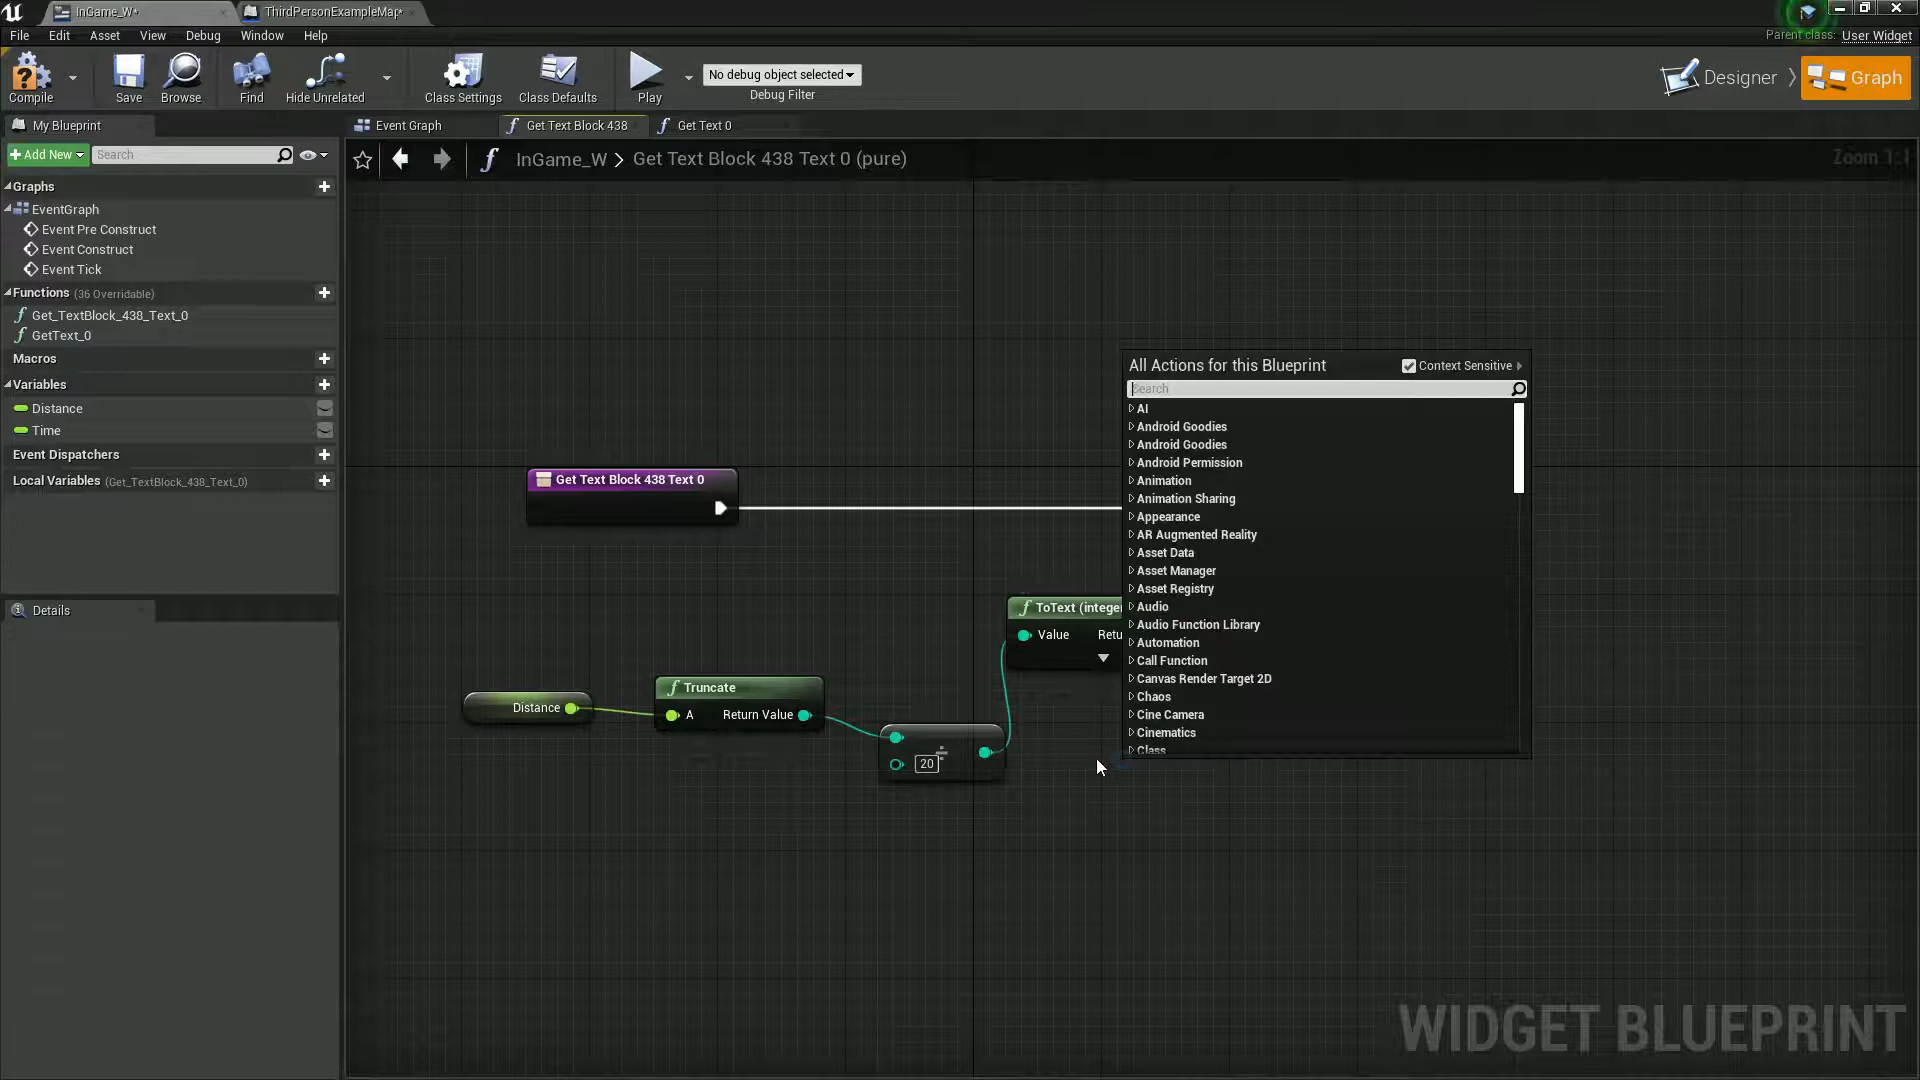 InGame_W*
ThirdPersonExampleMap*
File Edit Asset View Debug Window Help
Parent class: User Widget
Compile
Save
Browse
Find
Hide Unrelated
Class Settings
Class Defaults
Play
No debug object selected
Debug Filter
Designer
Graph
My Blueprint
Event Graph
Get Text Block 438
Get Text 0
+ Add New
Search
InGame_W > Get Text Block 438 Text 0 (pure)
Zoom 1:1
Graphs
EventGraph
Event Pre Construct
Event Construct
Event Tick
Functions (36 Overridable)
Get_TextBlock_438_Text_0
GetText_0
Macros
Variables
Distance
Time
Event Dispatchers
Local Variables (Get_TextBlock_438_Text_0)
Details
Get Text Block 438 Text 0
Distance
Truncate
A
Return Value
20
ToText (intege
Value
Retu
All Actions for this Blueprint
Context Sensitive
Search
AI
Android Goodies
Android Goodies
Android Permission
Animation
Animation Sharing
Appearance
AR Augmented Reality
Asset Data
Asset Manager
Asset Registry
Audio
Audio Function Library
Automation
Call Function
Canvas Render Target 2D
Chaos
Cine Camera
Cinematics
Class
WIDGET BLUEPRINT